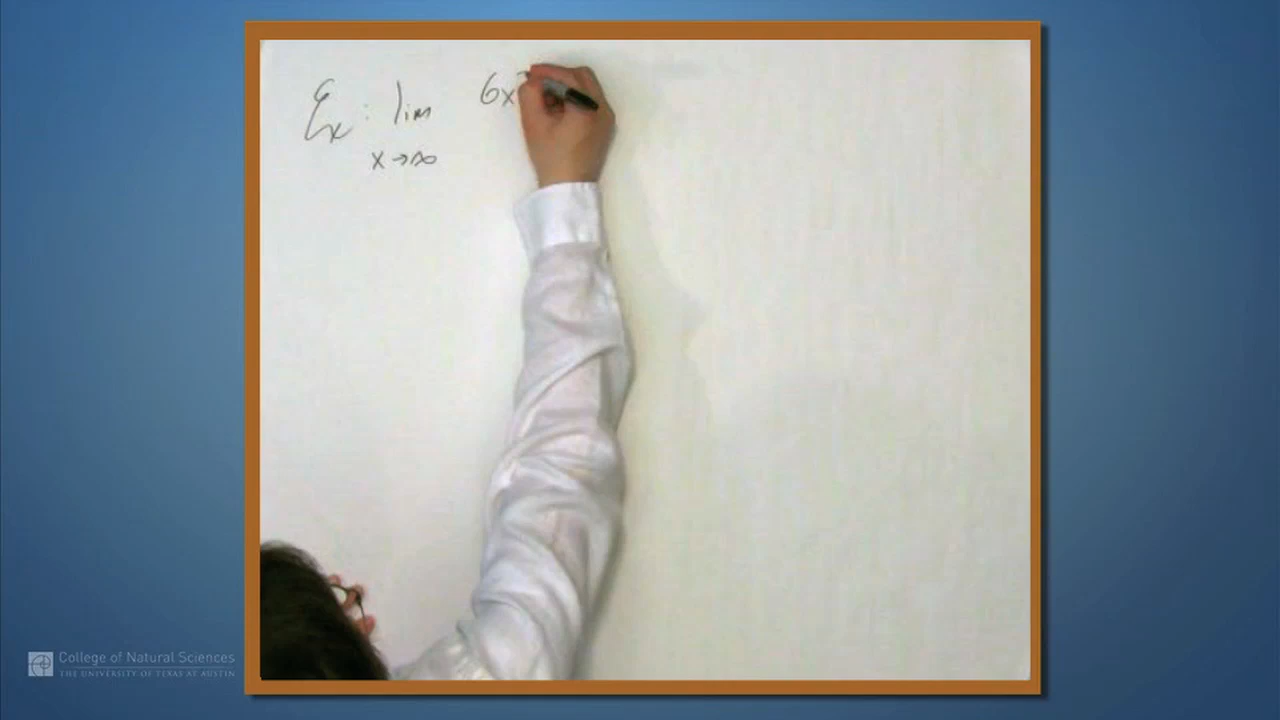 Ex: lim 6x
x→∞
College of Natural Sciences
THE UNIVERSITY OF TEXAS AT AUSTIN